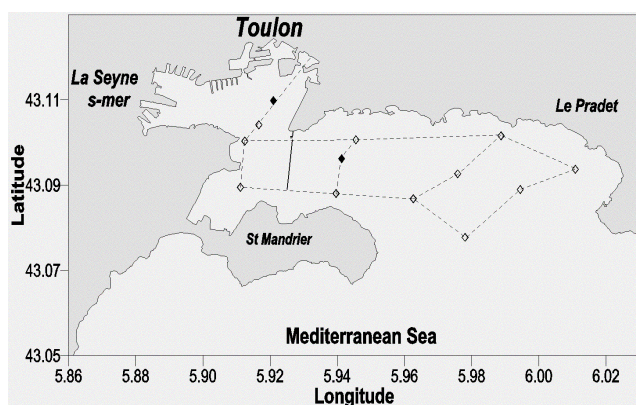 Toulon
La Seyne
s-mer
Le Pradet
43.11
43.09
43.07
43.05
Latitude
St Mandrier
Mediterranean Sea
5.86 5.88 5.90 5.92 5.94 5.96 5.98 6.00 6.02
Longitude